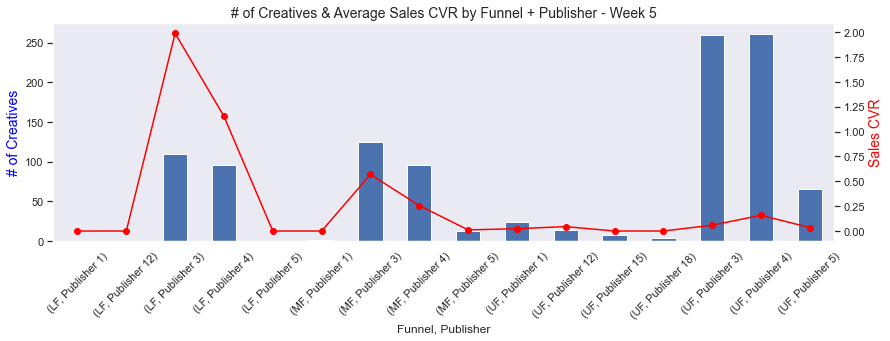 # of Creatives & Average Sales CVR by Funnel + Publisher - Week 5
# of Creatives
250
200
150
100
50
0
2.00
1.75
1.50
1.25
1.00
0.75
0.50
0.25
0.00
Sales CVR
(LF, Publisher 1)
(LF, Publisher 12)
(LF, Publisher 3)
(LF, Publisher 4)
(LF, Publisher 5)
(MF, Publisher 1)
(MF, Publisher 3)
(MF, Publisher 4)
(MF, Publisher 5)
(UF, Publisher 1)
(UF, Publisher 12)
(UF, Publisher 15)
(UF, Publisher 18)
(UF, Publisher 3)
(UF, Publisher 4)
(UF, Publisher 5)
Funnel, Publisher